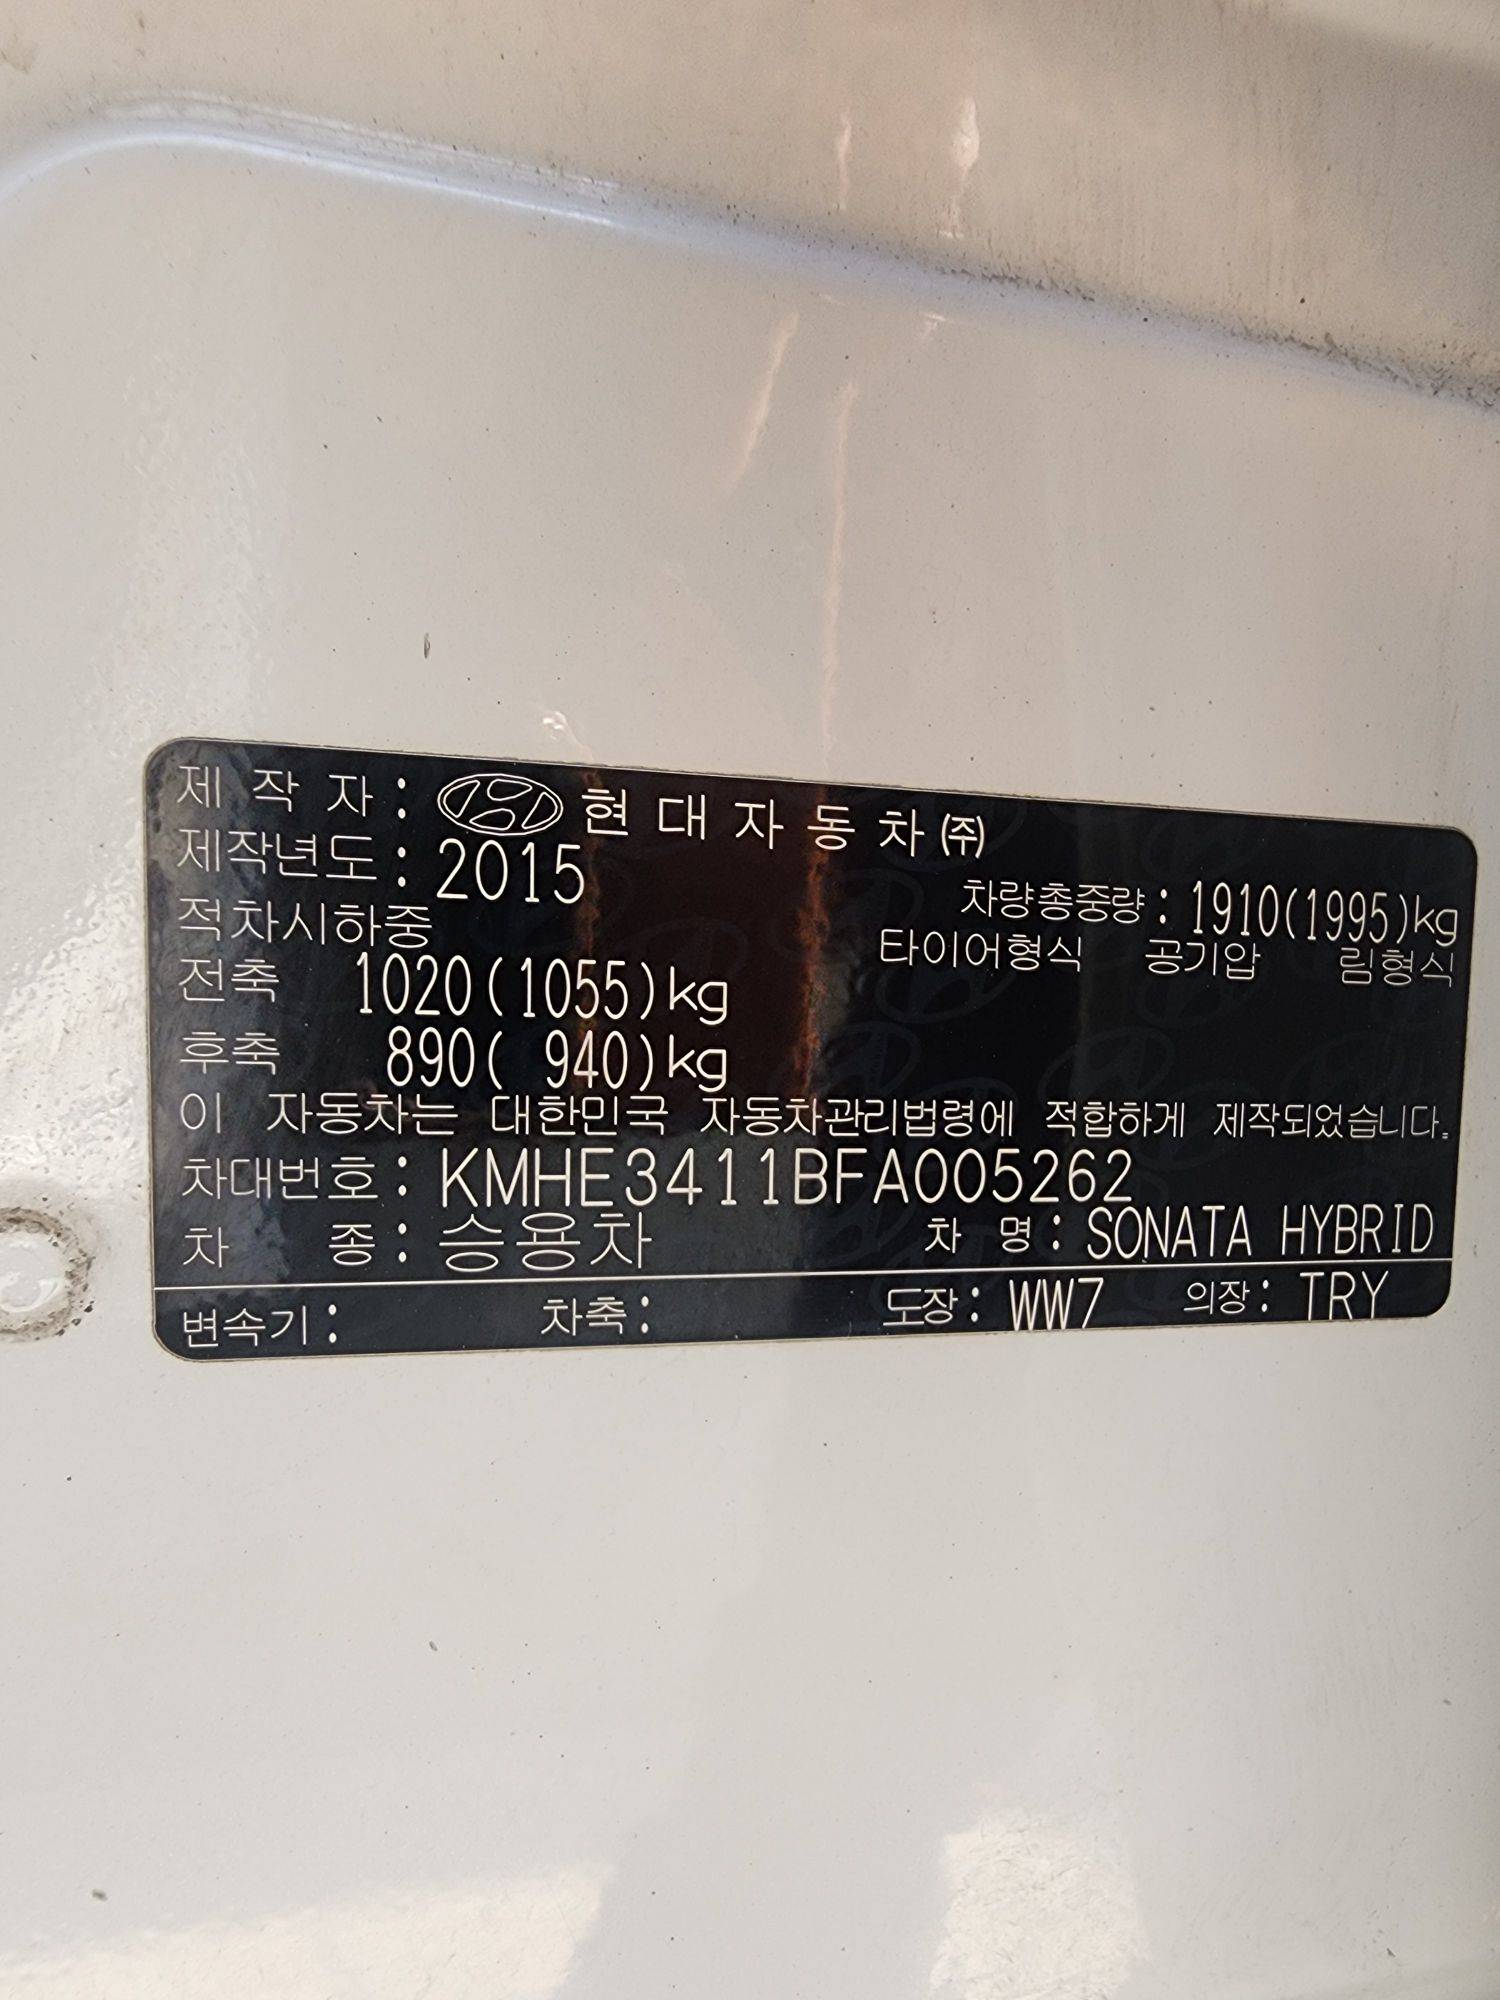 제 작 자 : 현 대 자 동 차 ㈜
제작년도 : 2015
차량총중량 : 1910(1995)kg
적차시하중
타이어형식 공기압 림형식
전축 1020(1055)kg
후축 890( 940)kg
이 자동차는 대한민국 자동차관리법령에 적합하게 제작되었습니다.
차대번호 : KMHE3411BFA005262
차 종 : 승용차 차 명 : SONATA HYBRID
변속기 : 차축 : 도장 : WW7 의장 : TRY